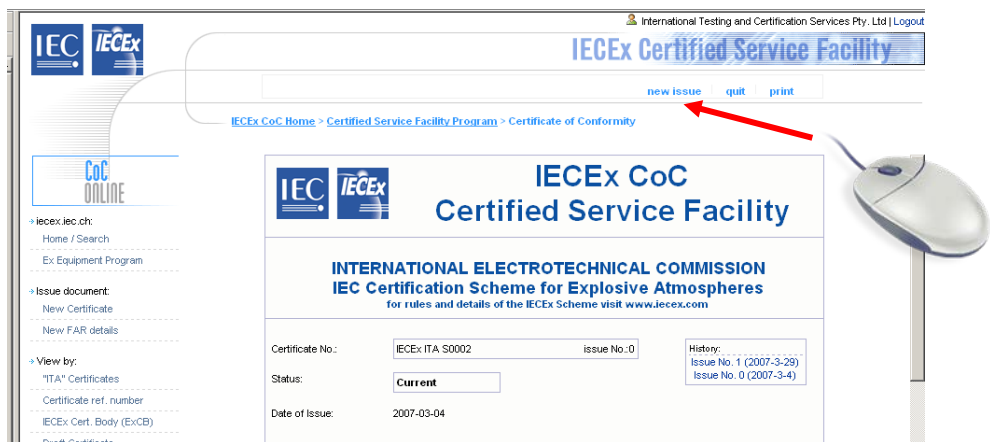 International Testing and Certification Services Pty. Ltd | Logout
IEC IECEx
IECEx Certified Service Facility
new issue quit print
IECEx CoC Home > Certified Service Facility Program > Certificate of Conformity
CoC
ONLINE
iecex.iec.ch:
Home / Search
Ex Equipment Program
Issue document:
New Certificate
New FAR details
View by:
"ITA" Certificates
Certificate ref. number
IECEx Cert. Body (ExCB)
Draft Certificate
IEC IECEx
IECEx CoC
Certified Service Facility
INTERNATIONAL ELECTROTECHNICAL COMMISSION
IEC Certification Scheme for Explosive Atmospheres
for rules and details of the IECEx Scheme visit www.iecex.com
Certificate No.: IECEx ITA S0002 issue No.:0
History:
Issue No. 1 (2007-3-29)
Issue No. 0 (2007-3-4)
Status: Current
Date of Issue: 2007-03-04